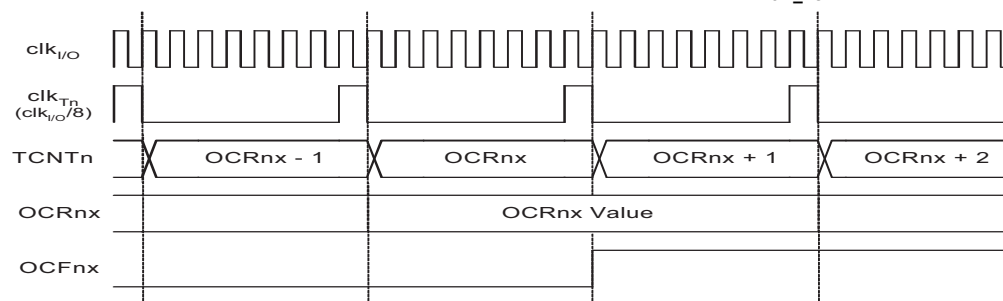 clkI/O
clkTn
(clkI/O/8)
TCNTn OCRnx - 1 OCRnx OCRnx + 1 OCRnx + 2
OCRnx OCRnx Value
OCFnx